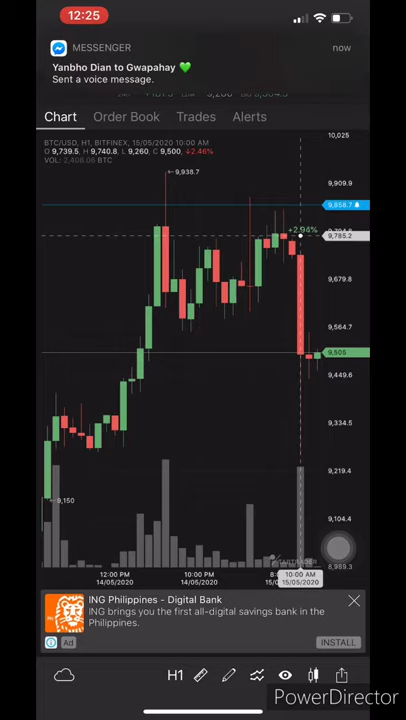 12:25
MESSENGER
now
Yanbho Dian to Gwapahay 💚
Sent a voice message.
Chart
Order Book
Trades
Alerts
BTC/USD, H1, BITFINEX, 15/05/2020 10:00 AM
O 9,739.5, H 9,740.8, L 9,260, C 9,500, ↓2.46%
VOL: 2,408.06 BTC
10,025
9,938.7
9,909.9
9,858.7
+2.94%
9,785.2
9,679.8
9,564.7
9,505
9,449.6
9,334.5
9,219.4
9,150
9,104.4
8,989.3
12:00 PM
14/05/2020
10:00 PM
14/05/2020
10:00 AM
15/05/2020
ING Philippines - Digital Bank
ING brings you the first all-digital savings bank in the
Philippines.
Ad
INSTALL
H1
PowerDirector